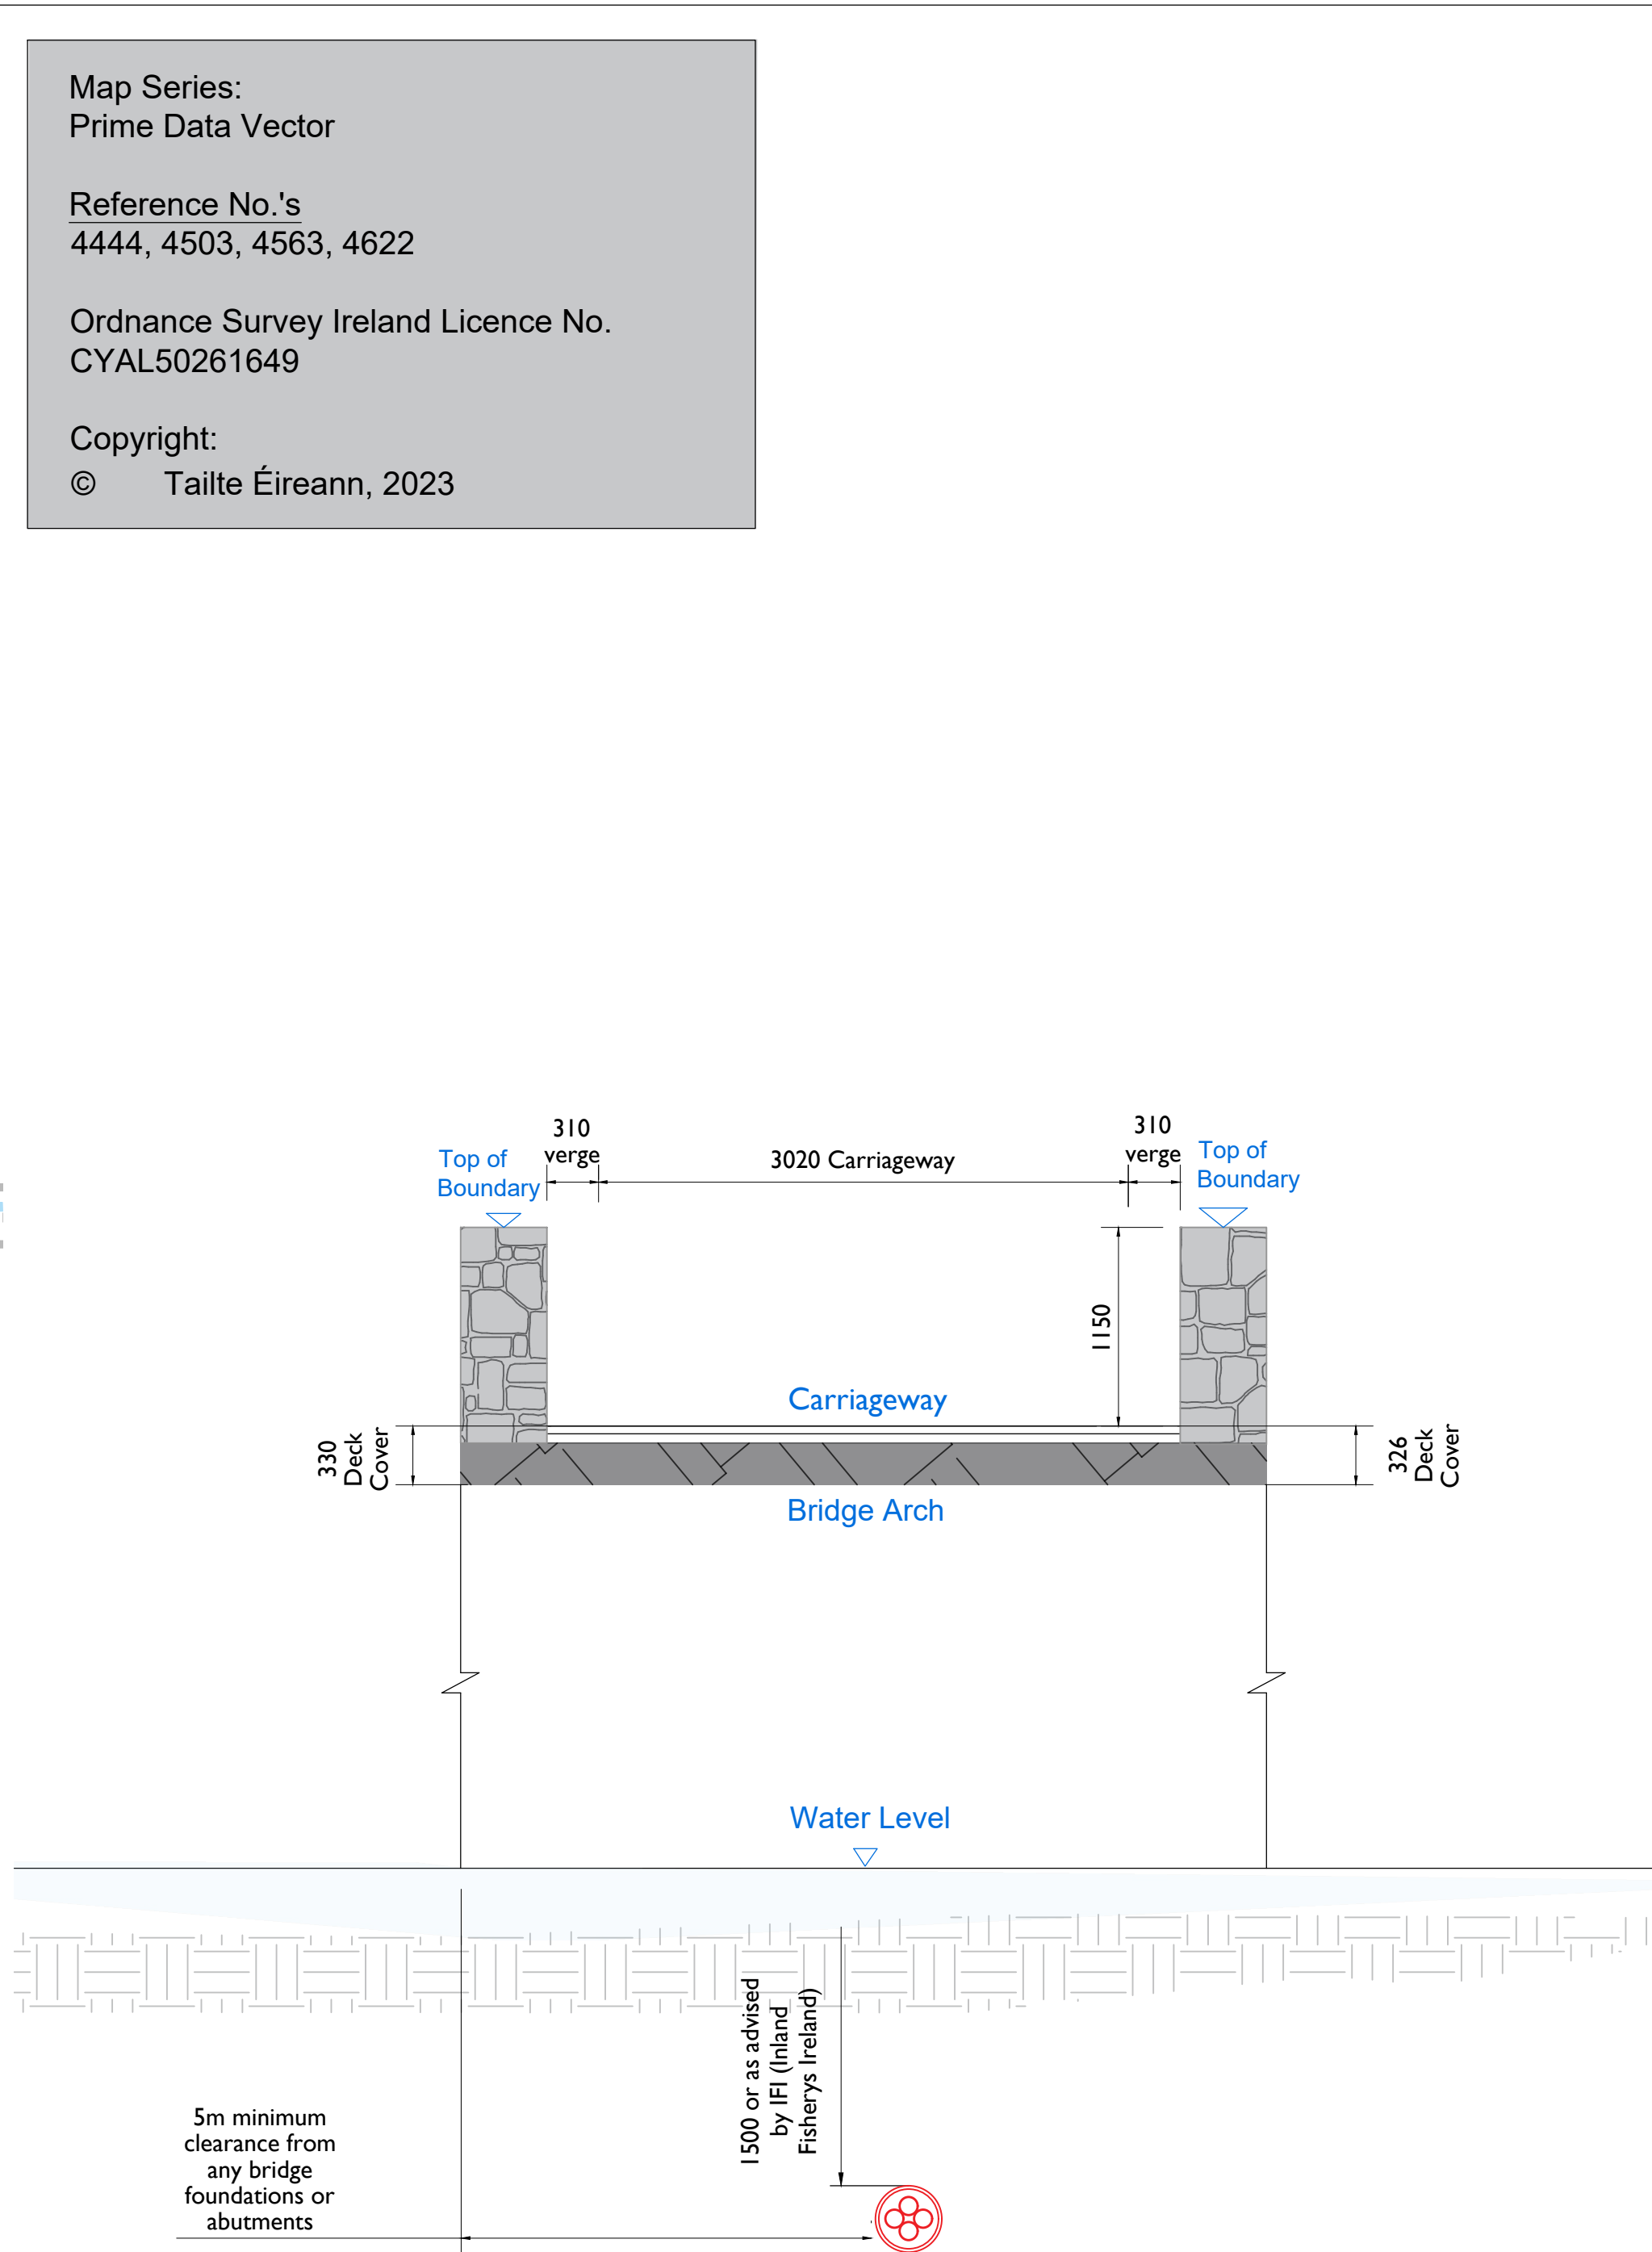 Map Series:
Prime Data Vector
Reference No.'s
4444, 4503, 4563, 4622
Ordnance Survey Ireland Licence No.
CYAL50261649
Copyright:
© Tailte Éireann, 2023
310
verge
3020 Carriageway
310
verge
Top of
Boundary
Top of
Boundary
1150
Carriageway
330
Deck
Cover
326
Deck
Cover
Bridge Arch
Water Level
1500 or as advised
by IFI (Inland
Fisherys Ireland)
5m minimum
clearance from
any bridge
foundations or
abutments